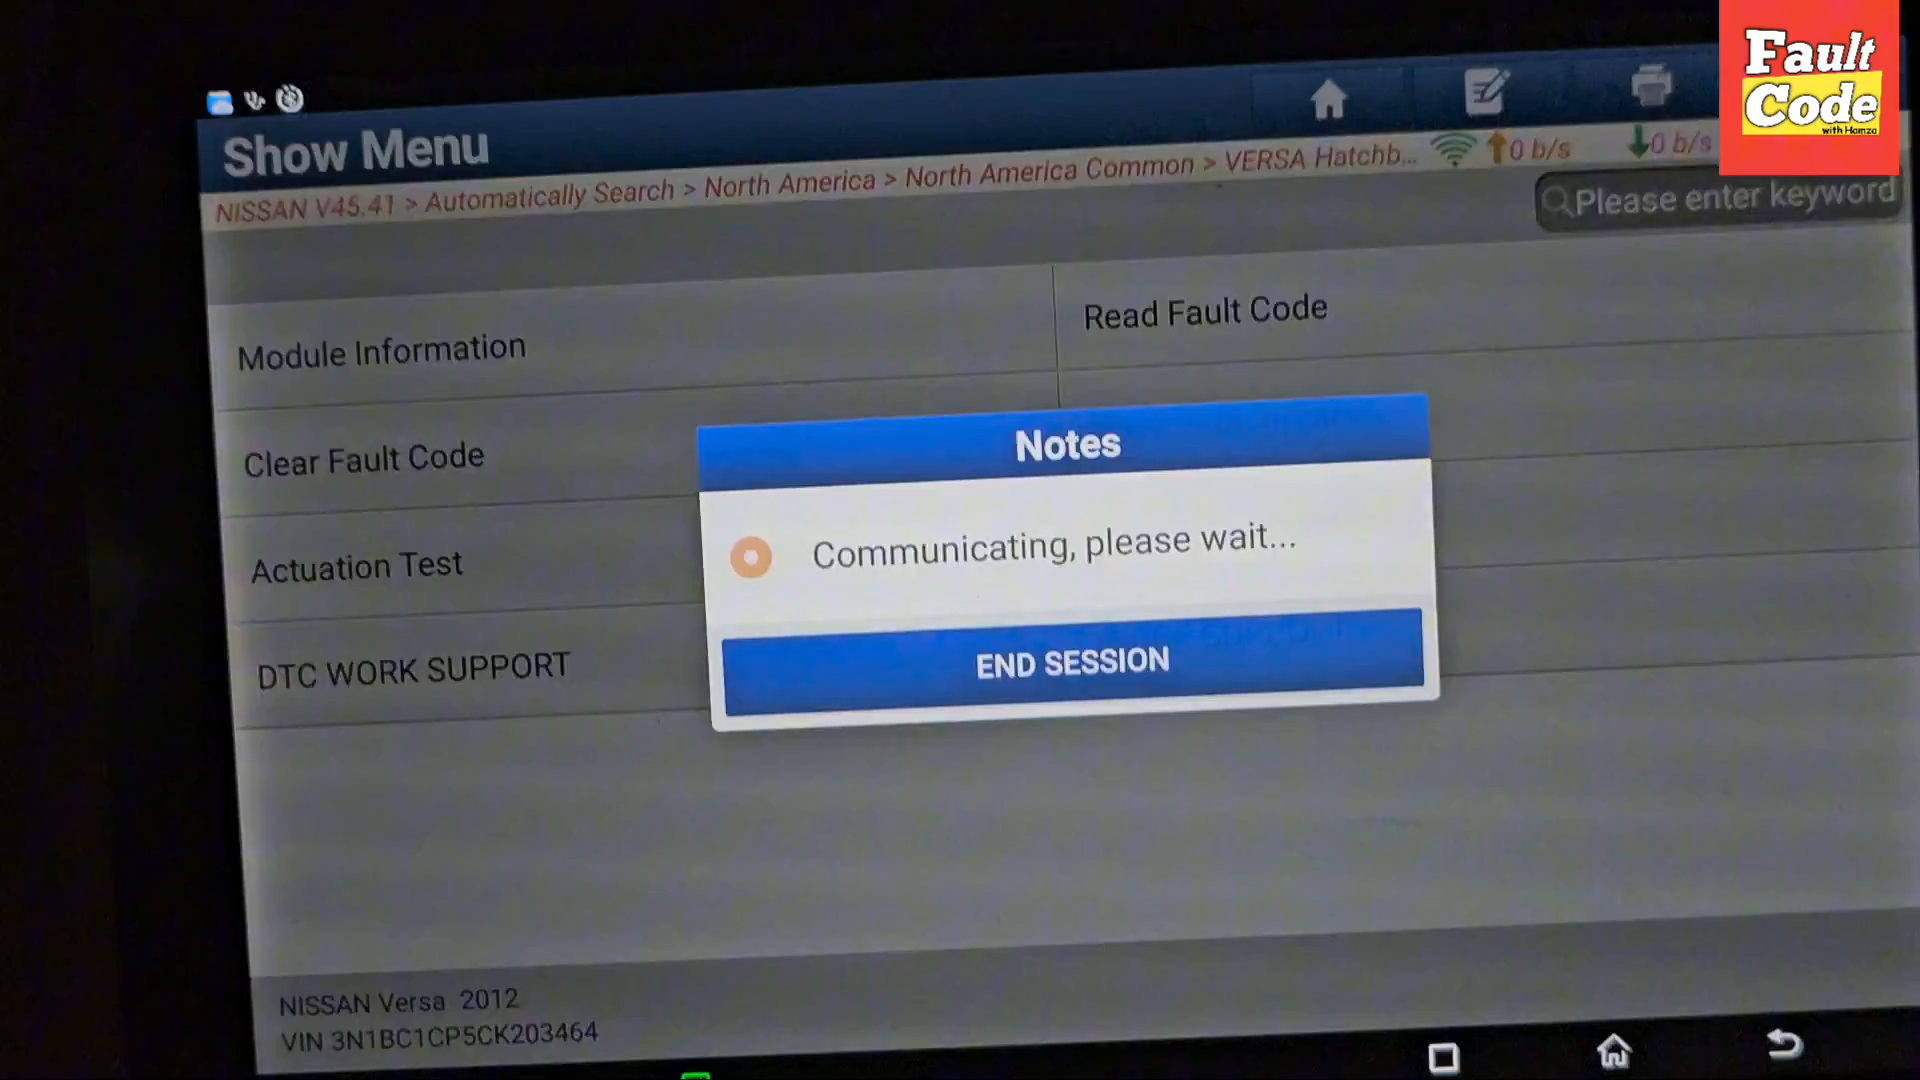 Fault
Code
with Hamza
Show Menu
NISSAN V45.41 > Automatically Search > North America > North America Common > VERSA Hatchb...
0 b/s
0 b/s
Please enter keyword
Module Information
Read Fault Code
Clear Fault Code
Actuation Test
DTC WORK SUPPORT
Notes
Communicating, please wait...
END SESSION
NISSAN Versa 2012
VIN 3N1BC1CP5CK203464